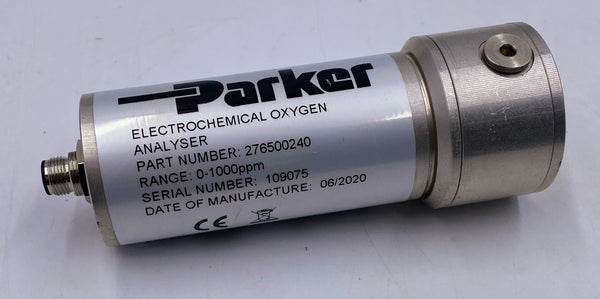 Parker
ELECTROCHEMICAL OXYGEN
ANALYSER
PART NUMBER: 276500240
RANGE: 0-1000ppm
SERIAL NUMBER: 109075
DATE OF MANUFACTURE: 06/2020
CE